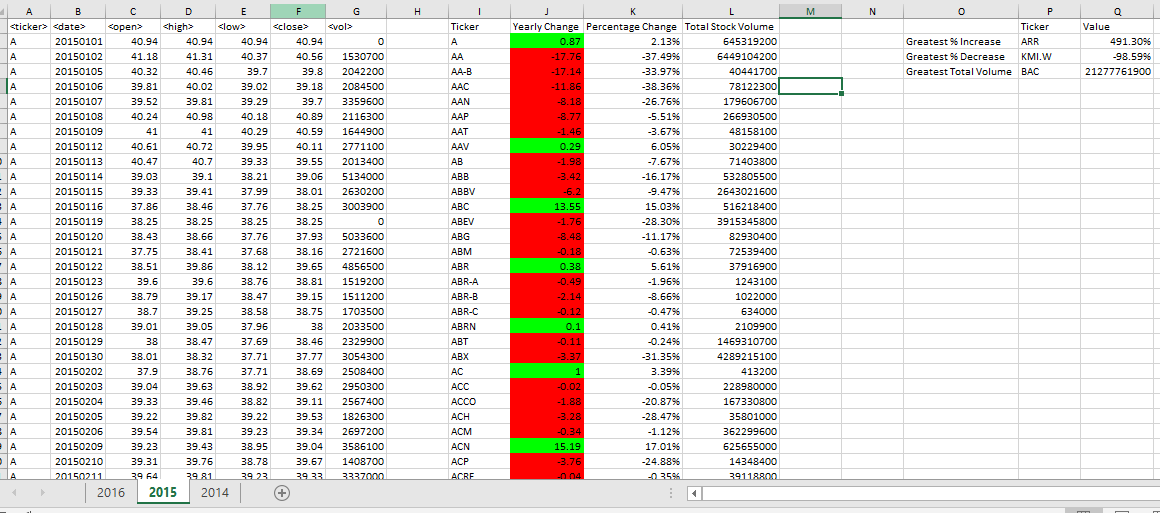 A B C D E F G H I J K L M N O P Q
<ticker> <date> <open> <high> <low> <close> <vol> Ticker Yearly Change Percentage Change Total Stock Volume Ticker Value
A 20150101 40.94 40.94 40.94 40.94 0 A 0.87 2.13% 645319200 Greatest % Increase ARR 491.30%
A 20150102 41.18 41.31 40.37 40.56 1530700 AA -17.76 -37.49% 6449104200 Greatest % Decrease KMI.W -98.59%
A 20150105 40.32 40.46 39.7 39.8 2042200 AA-B -17.14 -33.97% 40441700 Greatest Total Volume BAC 21277761900
A 20150106 39.81 40.02 39.02 39.18 2084500 AAC -11.86 -38.36% 78122300
A 20150107 39.52 39.81 39.29 39.7 3359600 AAN -8.18 -26.76% 179606700
A 20150108 40.24 40.98 40.18 40.89 2116300 AAP -8.77 -5.51% 266930500
A 20150109 41 41 40.29 40.59 1644900 AAT -1.46 -3.67% 48158100
A 20150112 40.61 40.72 39.95 40.11 2771100 AAV 0.29 6.05% 30229400
A 20150113 40.47 40.7 39.33 39.55 2013400 AB -1.98 -7.67% 71403800
A 20150114 39.03 39.1 38.21 39.06 5134000 ABB -3.42 -16.17% 532805500
A 20150115 39.33 39.41 37.99 38.01 2630200 ABBV -6.2 -9.47% 2643021600
A 20150116 37.86 38.46 37.76 38.25 3003900 ABC 13.55 15.03% 516218400
A 20150119 38.25 38.25 38.25 38.25 0 ABEV -1.76 -28.30% 3915345800
A 20150120 38.43 38.66 37.76 37.93 5033600 ABG -8.48 -11.17% 82930400
A 20150121 37.75 38.41 37.68 38.16 2721600 ABM -0.18 -0.63% 72539400
A 20150122 38.51 39.86 38.12 39.65 4856500 ABR 0.38 5.61% 37916900
A 20150123 39.6 39.6 38.76 38.81 1519200 ABR-A -0.49 -1.96% 1243100
A 20150126 38.79 39.17 38.47 39.15 1511200 ABR-B -2.14 -8.66% 1022000
A 20150127 38.7 39.25 38.58 38.75 1703500 ABR-C -0.12 -0.47% 634000
A 20150128 39.01 39.05 37.96 38 2033500 ABRN 0.1 0.41% 2109900
A 20150129 38 38.47 37.69 38.46 2329900 ABT -0.11 -0.24% 1469310700
A 20150130 38.01 38.32 37.71 37.77 3054300 ABX -3.37 -31.35% 4289215100
A 20150202 37.9 38.76 37.71 38.69 2508400 AC 1 3.39% 413200
A 20150203 39.04 39.63 38.92 39.62 2950300 ACC -0.02 -0.05% 228980000
A 20150204 39.33 39.46 38.82 39.11 2567400 ACCO -1.88 -20.87% 167330800
A 20150205 39.22 39.82 39.22 39.53 1826300 ACH -3.28 -28.47% 35801000
A 20150206 39.54 39.81 39.23 39.34 2697200 ACM -0.34 -1.12% 362299600
A 20150209 39.23 39.43 38.95 39.04 3586100 ACN 15.19 17.01% 625655000
A 20150210 39.31 39.76 38.78 39.67 1408700 ACP -3.76 -24.88% 14348400
A 20150211 39.64 39.81 39.23 39.33 3337000 ACRE -0.04 -0.35% 39118800
2016 2015 2014